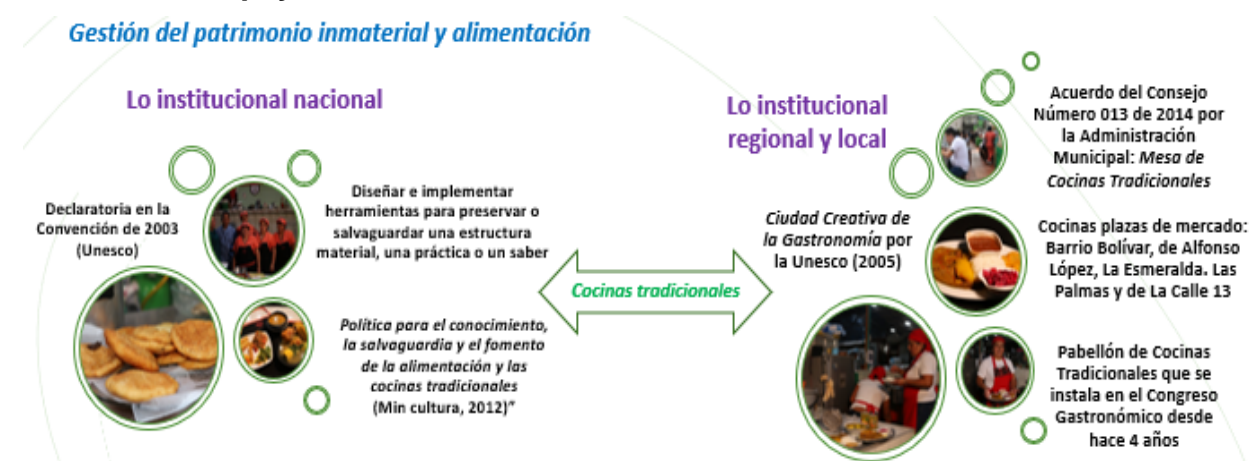 Gestión del patrimonio inmaterial y alimentación
Lo institucional nacional
Declaratoria en la
Convención de 2003
(Unesco)
Diseñar e implementar
herramientas para preservar o
salvaguardar una estructura
material, una práctica o un saber
Política para el conocimiento,
la salvaguardia y el fomento
de la alimentación y las
cocinas tradicionales
(Min cultura, 2012)”
Cocinas tradicionales
Lo institucional
regional y local
Ciudad Creativa de
la Gastronomía por
la Unesco (2005)
Acuerdo del Consejo
Número 013 de 2014 por
la Administración
Municipal: Mesa de
Cocinas Tradicionales
Cocinas plazas de mercado:
Barrio Bolívar, de Alfonso
López, La Esmeralda. Las
Palmas y de La Calle 13
Pabellón de Cocinas
Tradicionales que se
instala en el Congreso
Gastronómico desde
hace 4 años